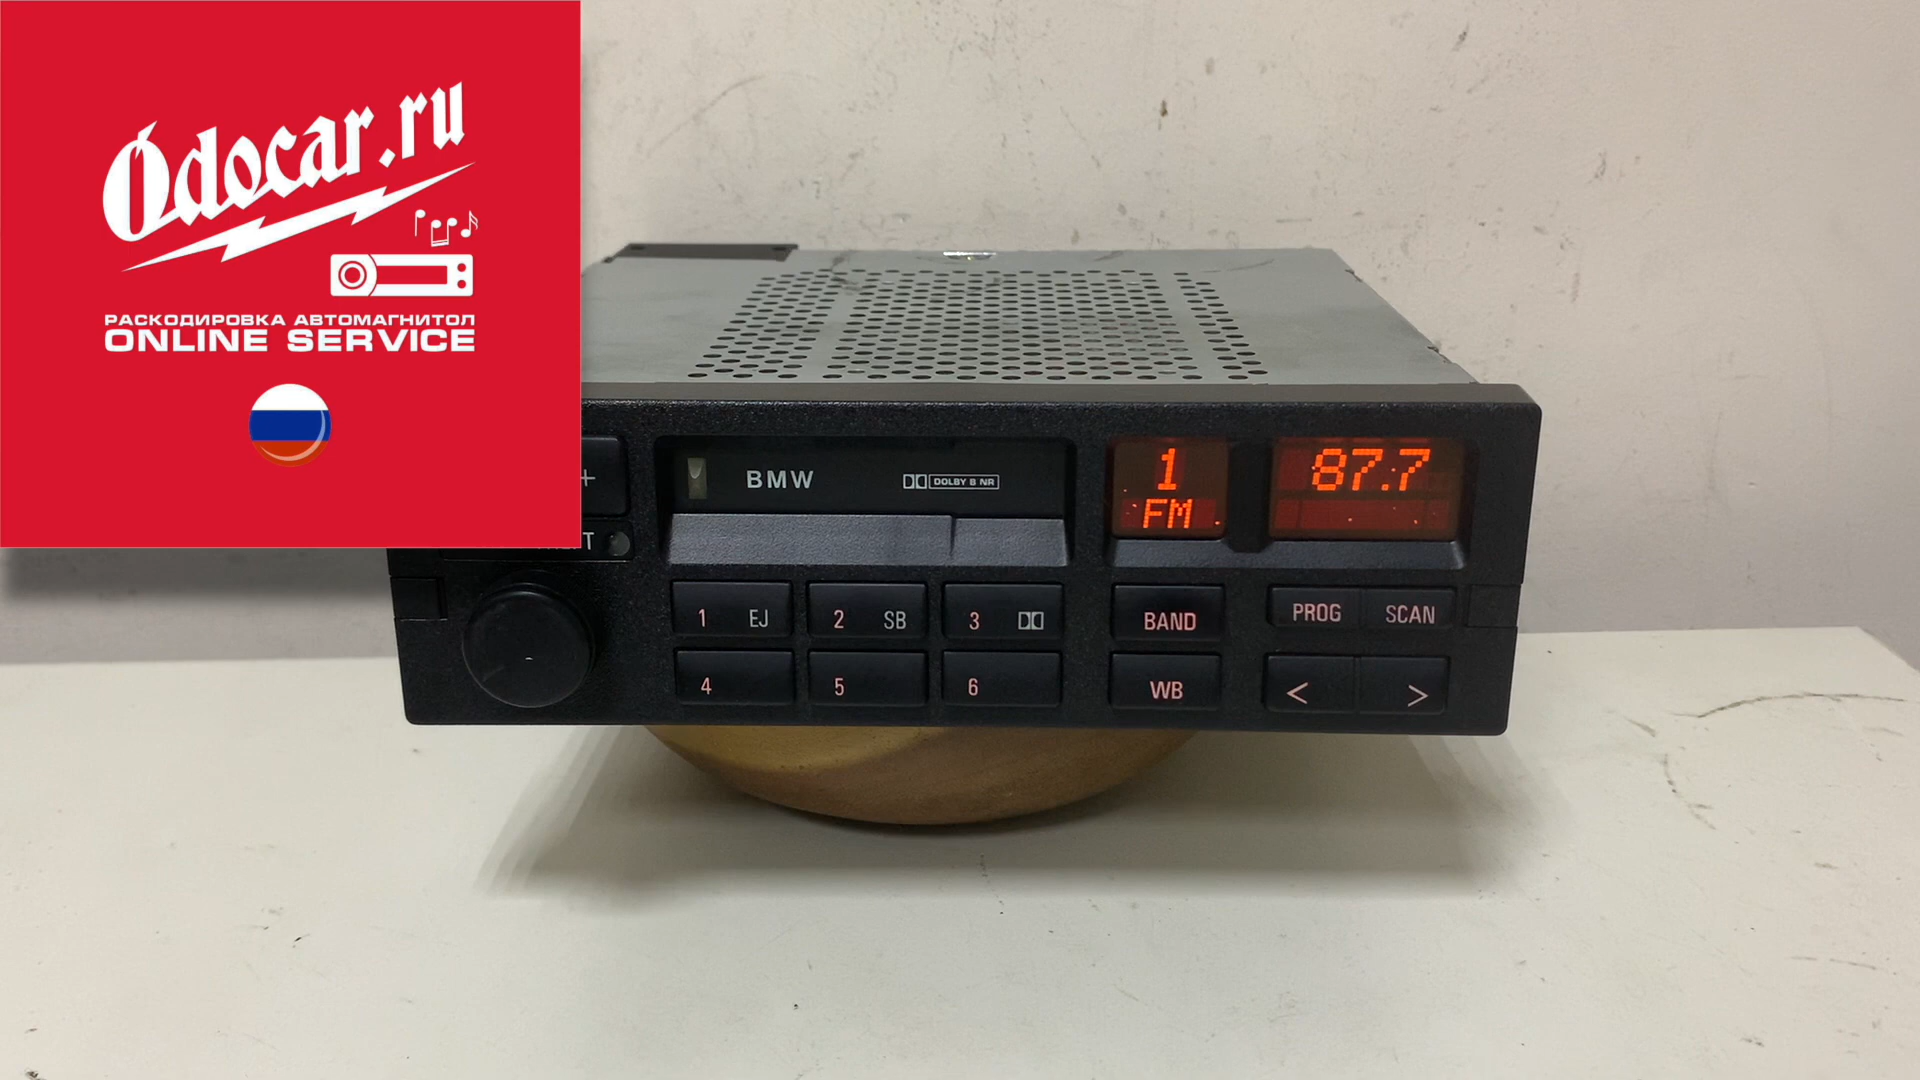 Odocar.ru
РАСКОДИРОВКА АВТОМАГНИТОЛ
ONLINE SERVICE
+
BMW
DOLBY B NR
1
FM
87.7
1 EJ
2 SB
3
BAND
PROG
SCAN
4
5
6
WB
<
>